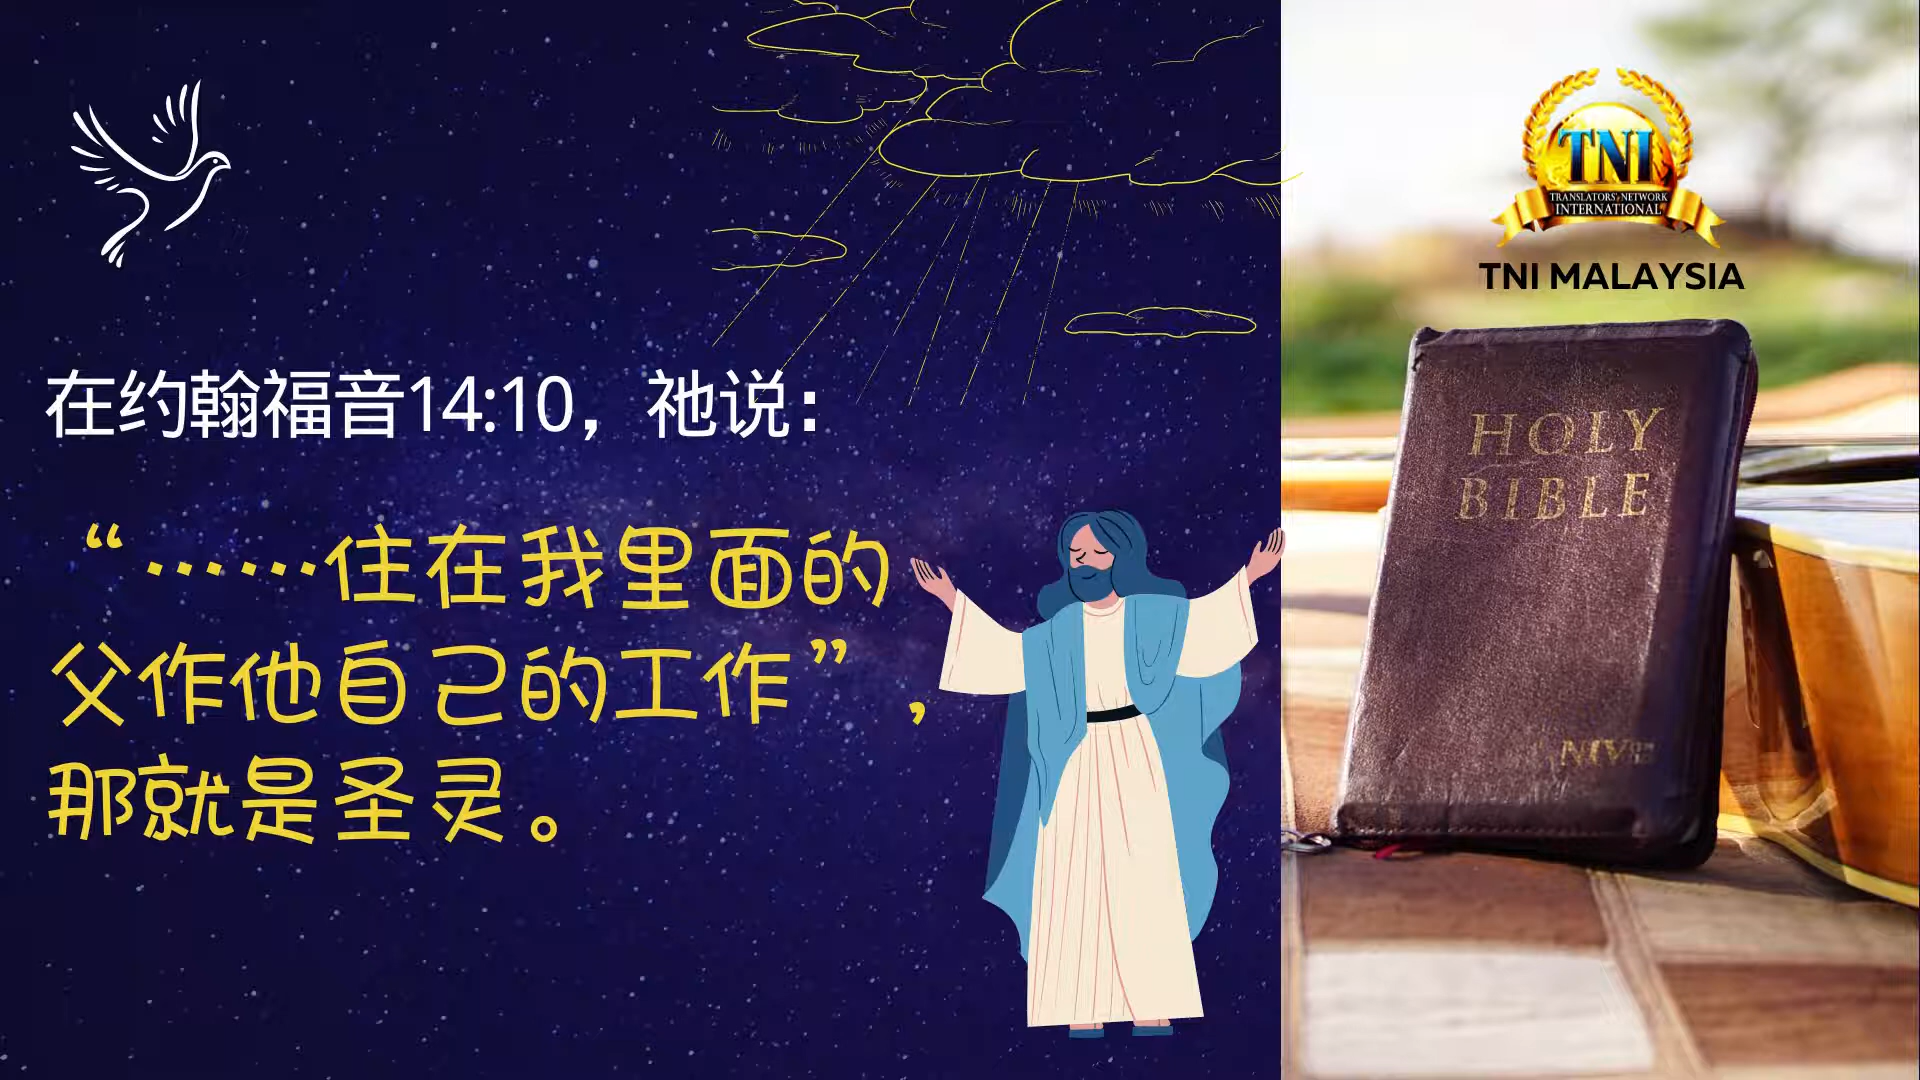 在约翰福音14:10，祂说：
“……住在我里面的
父作他自己的工作”，
那就是圣灵。
TNI
TRANSLATORS' NETWORK
INTERNATIONAL
TNI MALAYSIA
HOLY
BIBLE
NIV